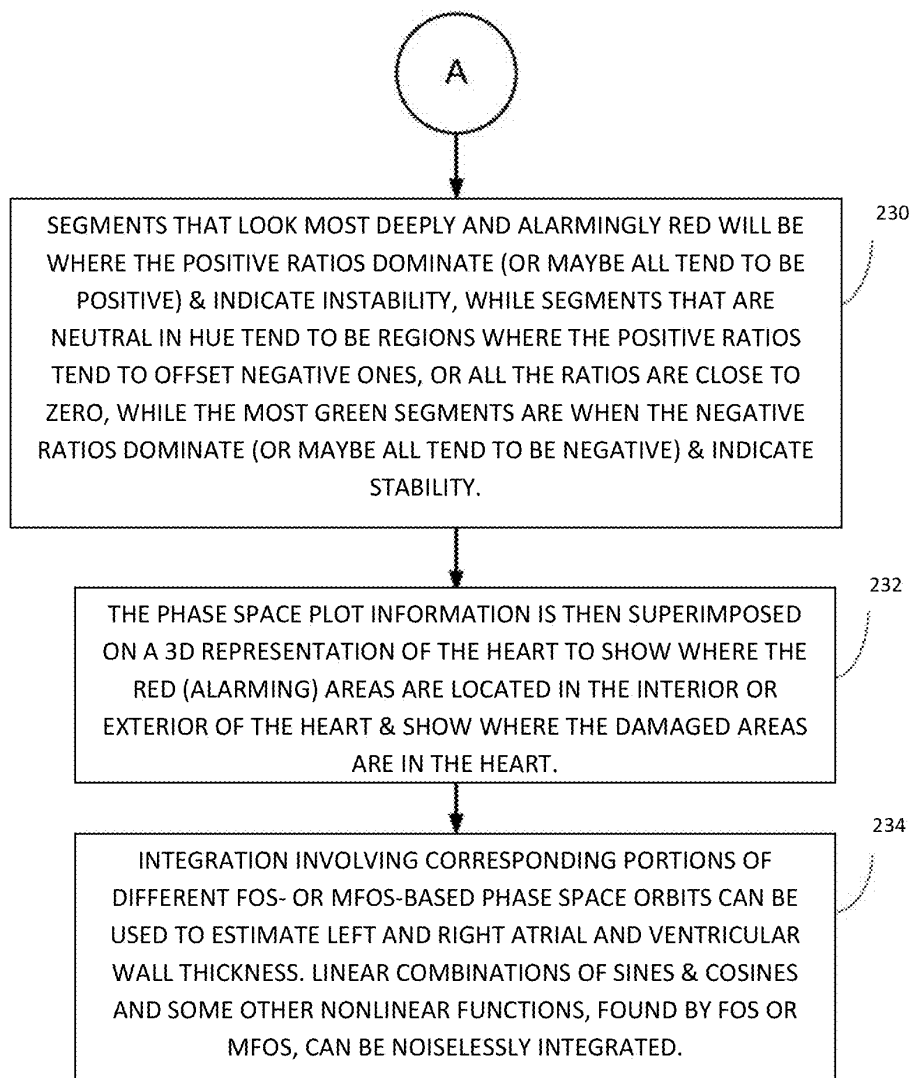 A
230
SEGMENTS THAT LOOK MOST DEEPLY AND ALARMINGLY RED WILL BE
WHERE THE POSITIVE RATIOS DOMINATE (OR MAYBE ALL TEND TO BE
POSITIVE) & INDICATE INSTABILITY, WHILE SEGMENTS THAT ARE
NEUTRAL IN HUE TEND TO BE REGIONS WHERE THE POSITIVE RATIOS
TEND TO OFFSET NEGATIVE ONES, OR ALL THE RATIOS ARE CLOSE TO
ZERO, WHILE THE MOST GREEN SEGMENTS ARE WHEN THE NEGATIVE
RATIOS DOMINATE (OR MAYBE ALL TEND TO BE NEGATIVE) & INDICATE
STABILITY.
232
THE PHASE SPACE PLOT INFORMATION IS THEN SUPERIMPOSED
ON A 3D REPRESENTATION OF THE HEART TO SHOW WHERE THE
RED (ALARMING) AREAS ARE LOCATED IN THE INTERIOR OR
EXTERIOR OF THE HEART & SHOW WHERE THE DAMAGED AREAS
ARE IN THE HEART.
234
INTEGRATION INVOLVING CORRESPONDING PORTIONS OF
DIFFERENT FOS- OR MFOS-BASED PHASE SPACE ORBITS CAN BE
USED TO ESTIMATE LEFT AND RIGHT ATRIAL AND VENTRICULAR
WALL THICKNESS. LINEAR COMBINATIONS OF SINES & COSINES
AND SOME OTHER NONLINEAR FUNCTIONS, FOUND BY FOS OR
MFOS, CAN BE NOISELESSLY INTEGRATED.